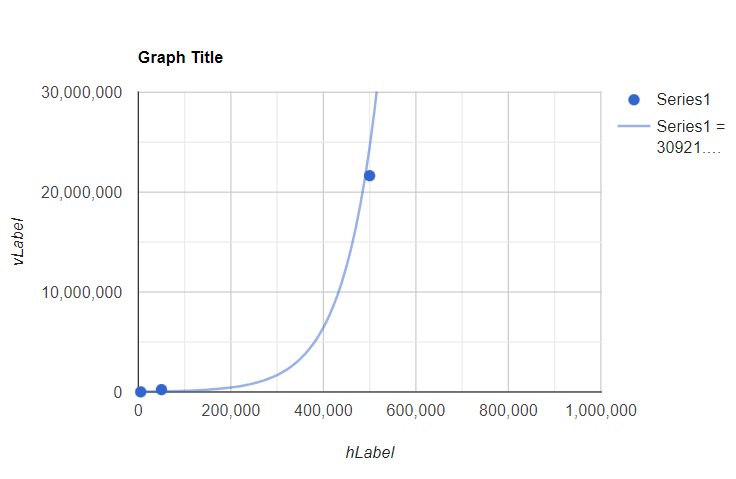 Graph Title
30,000,000
20,000,000
10,000,000
0
vLabel
0 200,000 400,000 600,000 800,000 1,000,000
hLabel
Series1
Series1 =
30921....